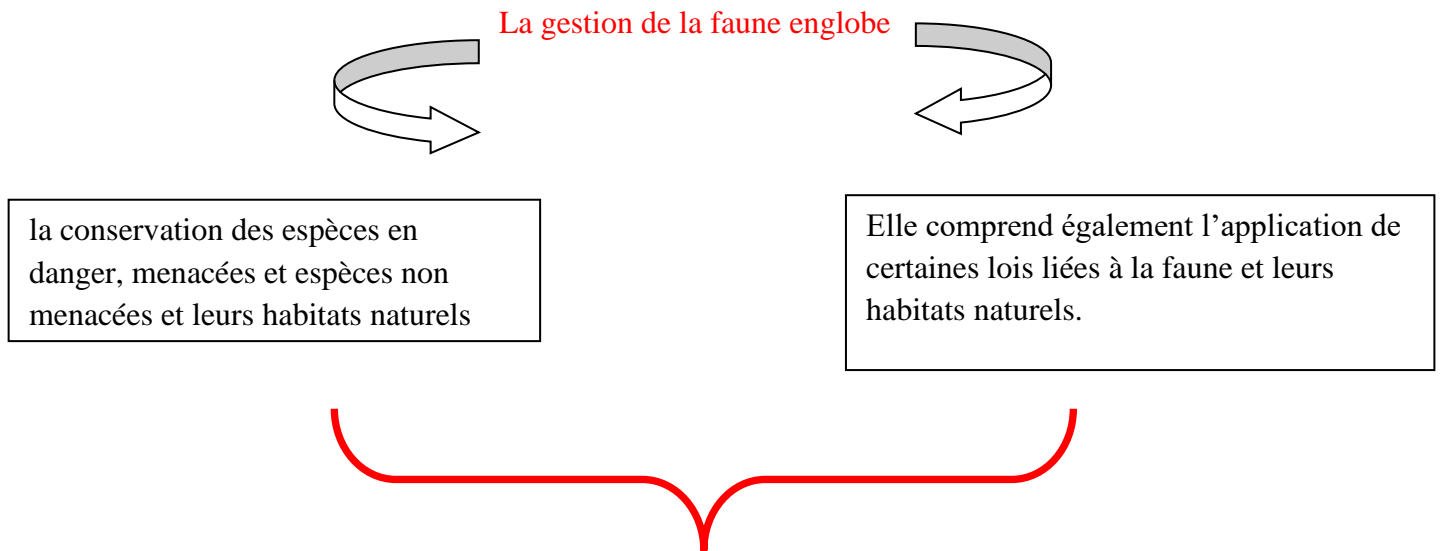 La gestion de la faune englobe
la conservation des espèces en
danger, menacées et espèces non
menacées et leurs habitats naturels
Elle comprend également l’application de
certaines lois liées à la faune et leurs
habitats naturels.